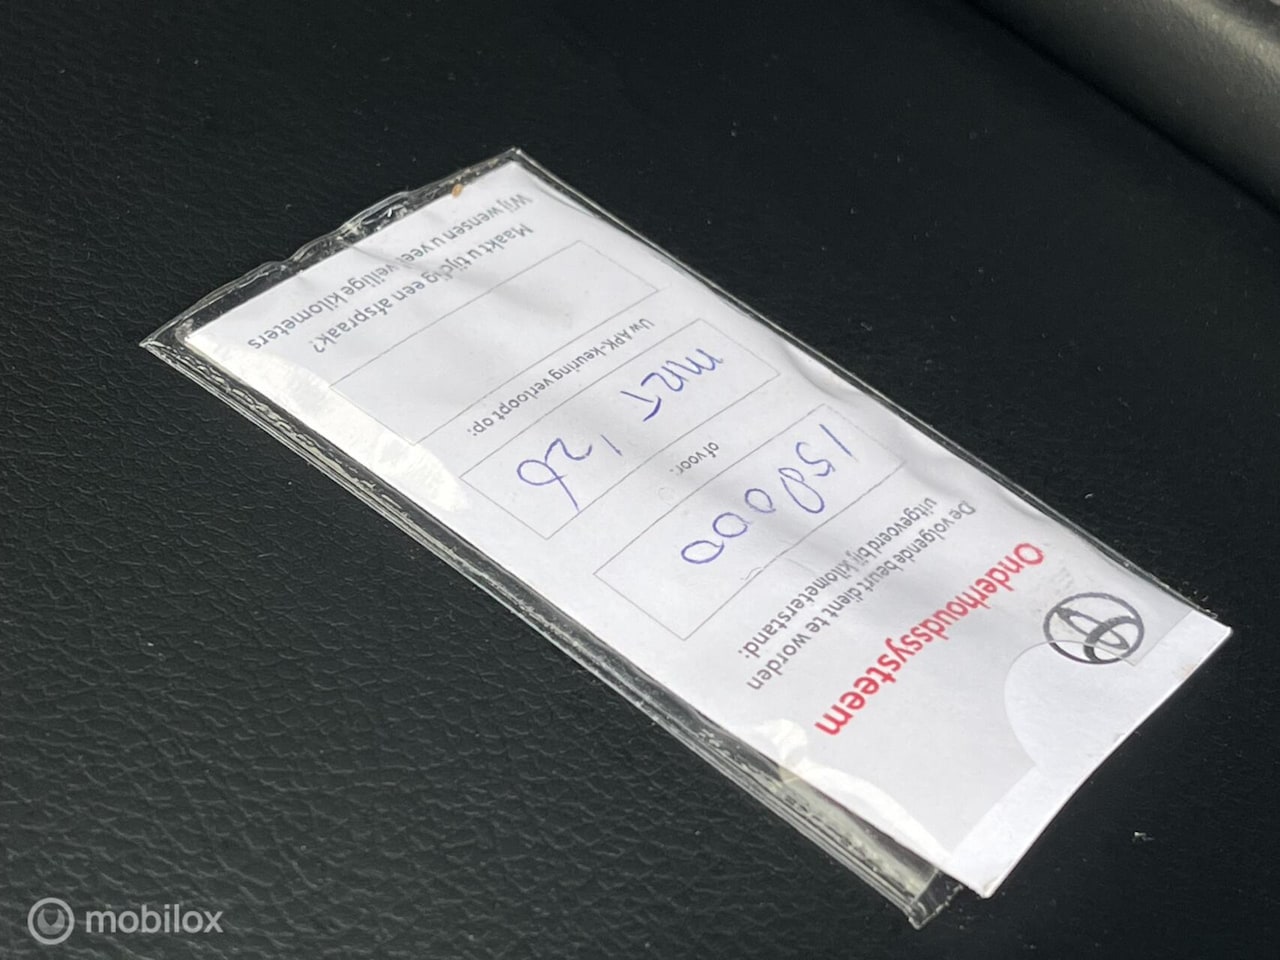 Onderhoudssysteem
De volgende beurt dient te worden
uitgevoerd bij kilometerstand:
150000
of voor:
MRT '26
Uw APK-keuring verloopt op:
Maakt u tijdig een afspraak?
Wij wensen u veel veilige kilometers
mobilox